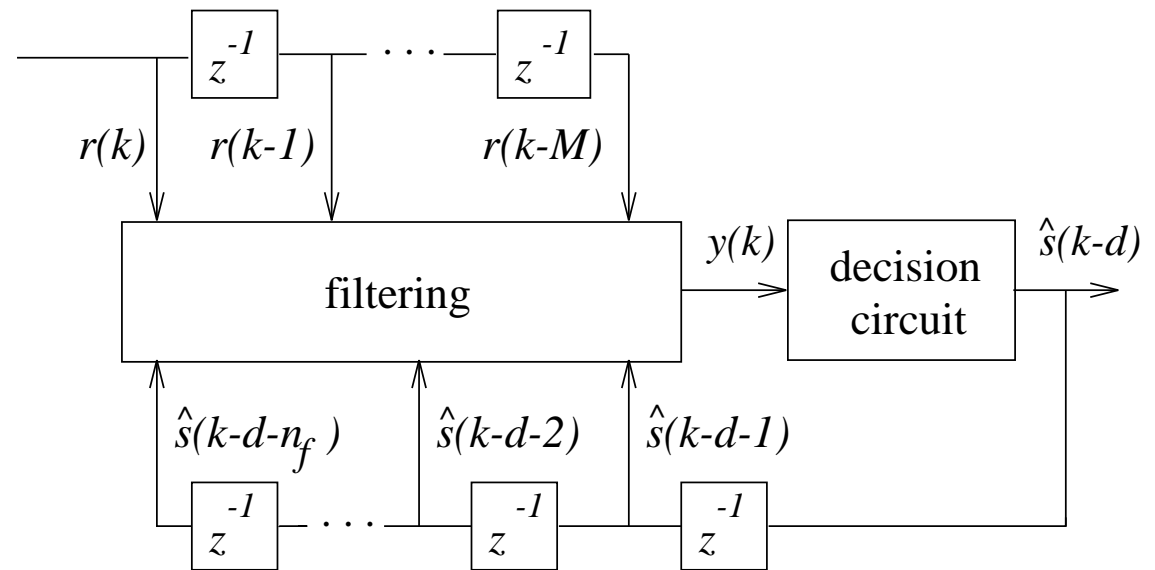 z^-1 · · · z^-1
r(k) r(k-1) r(k-M)
filtering
y(k)
decision
circuit
ŝ(k-d)
ŝ(k-d-n_f ) ŝ(k-d-2) ŝ(k-d-1)
z^-1 · · · z^-1 z^-1